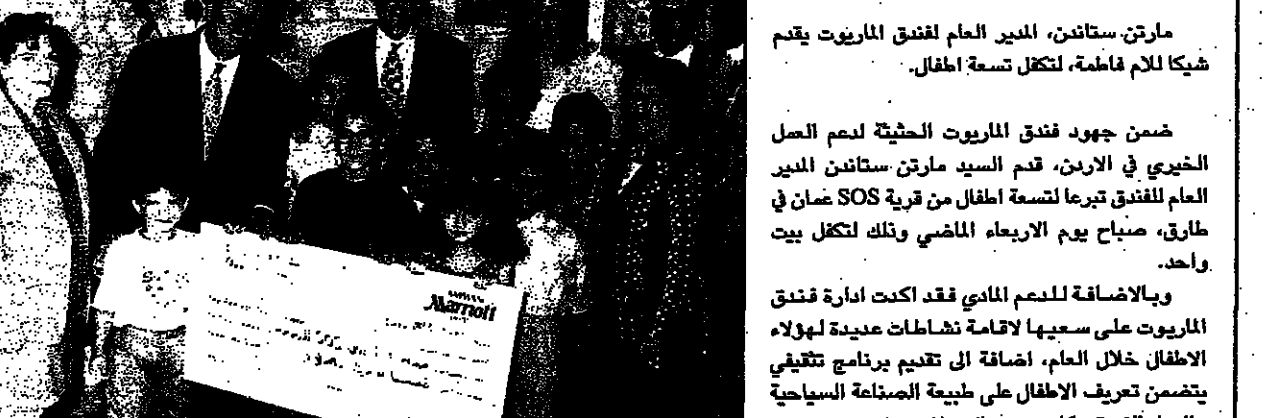 مارتن ستاندن، المدير العام لفندق الماريوت يقدم
شيكا للام فاطمة، لتكفل تسعة اطفال.
ضمن جهود فندق الماريوت الحثيثة لدعم العمل
الخيري في الاردن، قدم السيد مارتن ستاندن المدير
العام للفندق تبرعا لتسعة اطفال من قرية SOS عمان في
طارق، صباح يوم الاربعاء الماضي وذلك لتكفل بيت
واحد.
وبالاضافة للدعم المادي فقد اكدت ادارة فندق
الماريوت على سعيها لاقامة نشاطات عديدة لهؤلاء
الاطفال خلال العام، اضافة الى تقديم برنامج تثقيفي
يتضمن تعريف الاطفال على طبيعة الصناعة السياحية
Marriott